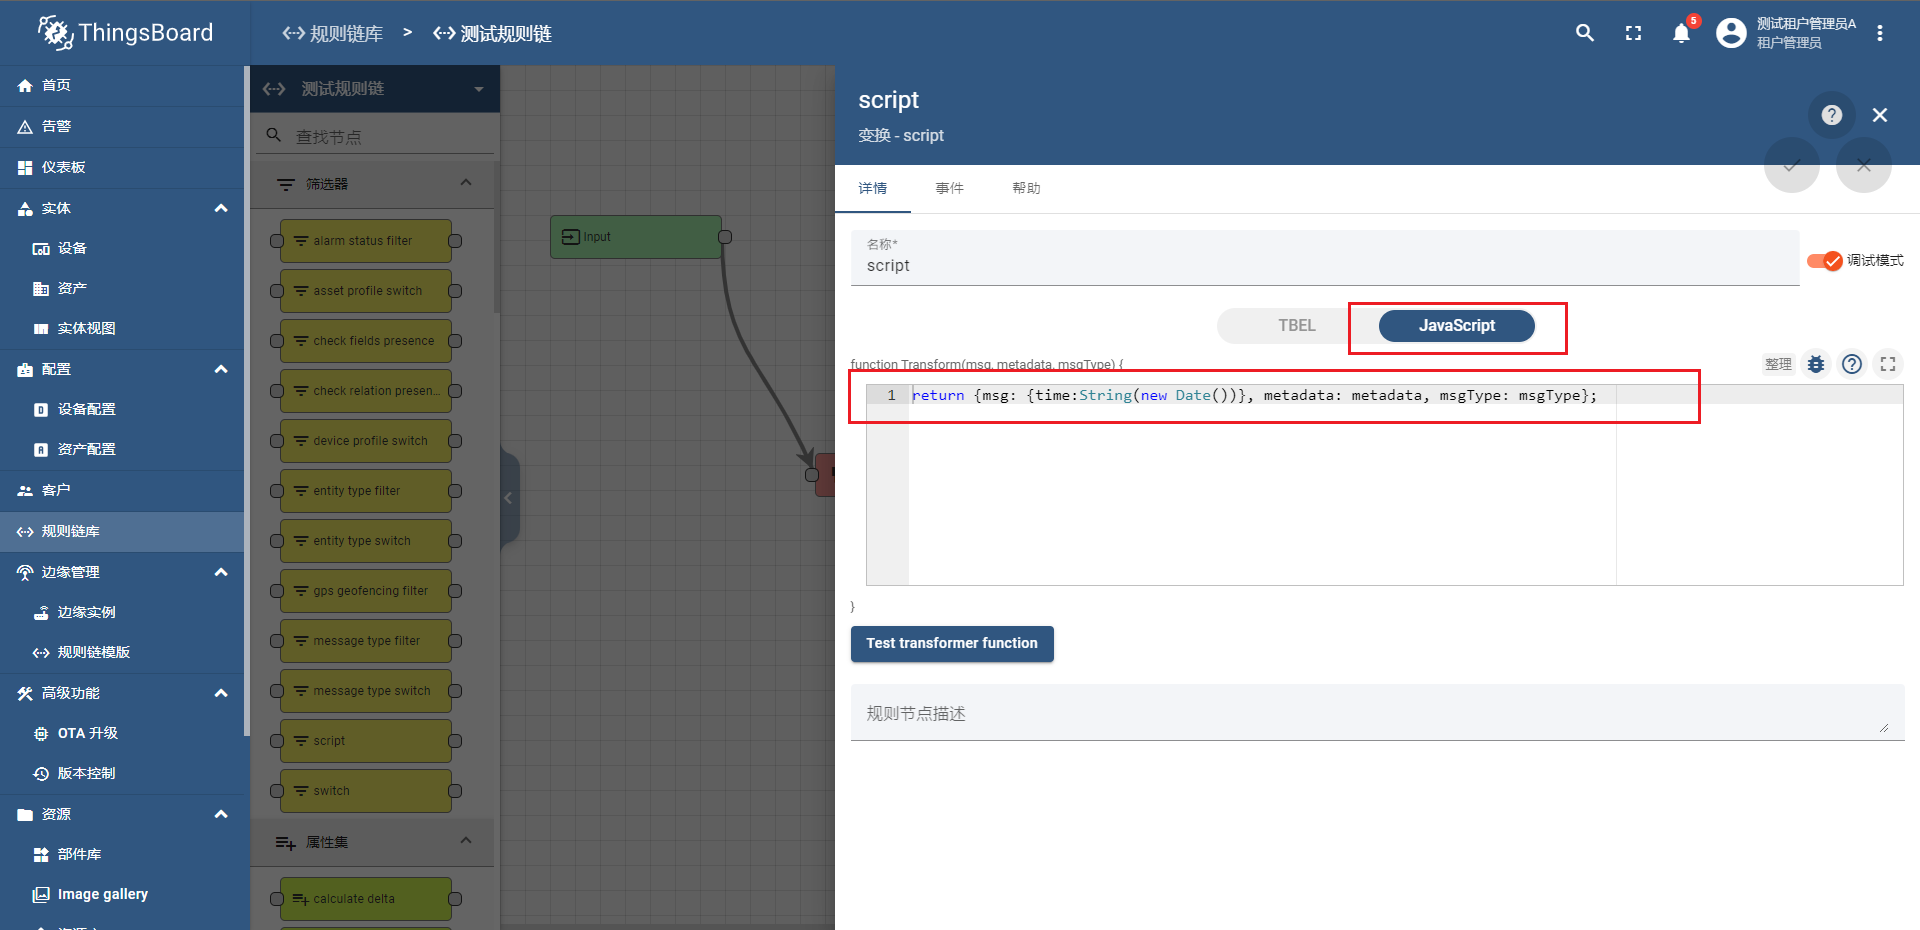 ThingsBoard
规则链库 > 测试规则链
5
测试租户管理员A
租户管理员
首页
告警
仪表板
实体
设备
资产
实体视图
配置
设备配置
资产配置
客户
规则链库
边缘管理
边缘实例
规则链模版
高级功能
OTA 升级
版本控制
资源
部件库
Image gallery
测试规则链
查找节点
筛选器
alarm status filter
asset profile switch
check fields presence
check relation presen...
device profile switch
entity type filter
entity type switch
gps geofencing filter
message type filter
message type switch
script
switch
属性集
calculate delta
Input
script
变换 - script
详情
事件
帮助
名称*
script
调试模式
TBEL
JavaScript
function Transform(msg, metadata, msgType) {
整理
1 return {msg: {time:String(new Date())}, metadata: metadata, msgType: msgType};
}
Test transformer function
规则节点描述